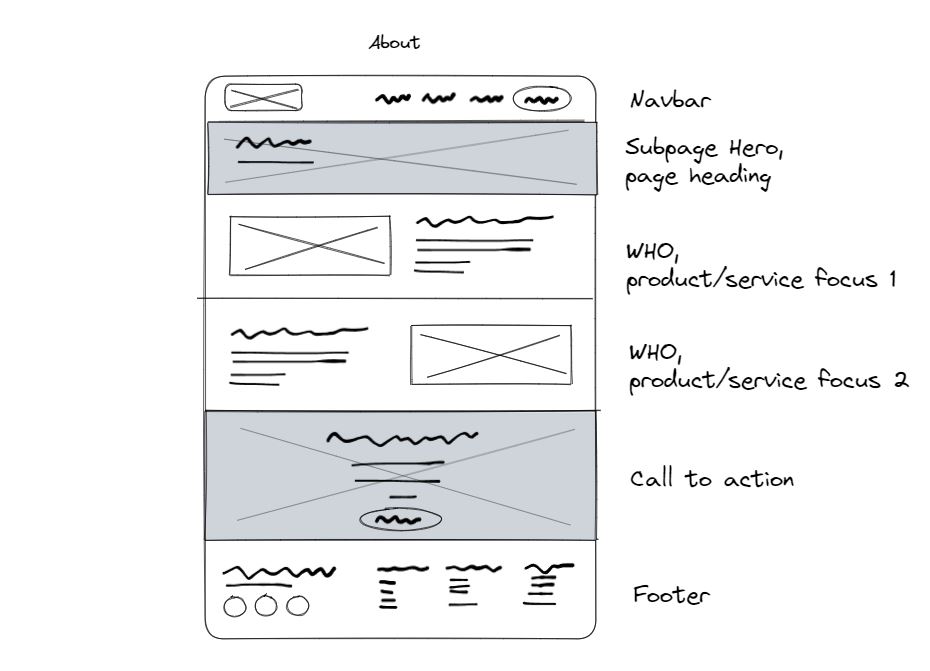 About
Navbar
Subpage Hero,
page heading
WHO,
product/service focus 1
WHO,
product/service focus 2
Call to action
Footer